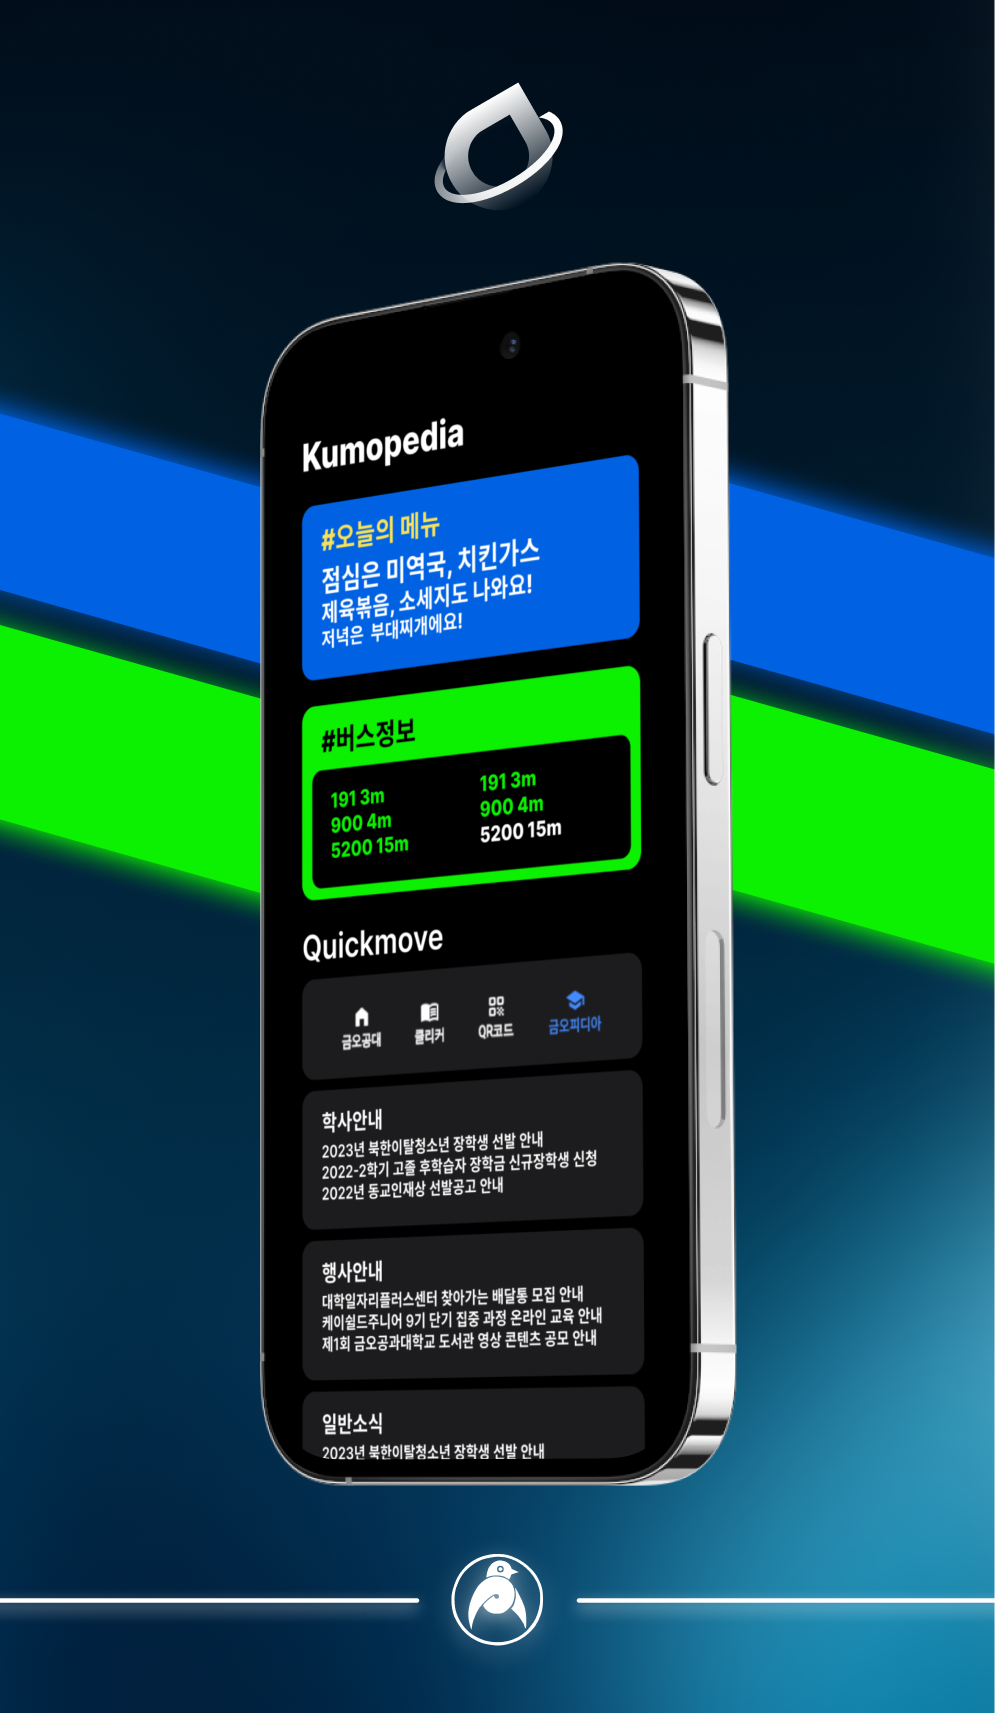 Kumopedia
#오늘의 메뉴
점심은 미역국, 치킨가스
제육볶음, 소세지도 나와요!
저녁은 부대찌개에요!
#버스정보
191 3m
900 4m
5200 15m
191 3m
900 4m
5200 15m
Quickmove
금오공대
클리커
QR코드
금오피디아
학사안내
2023년 북한이탈청소년 장학생 선발 안내
2022-2학기 고졸 후학습자 장학금 신규장학생 신청
2022년 동교인재상 선발공고 안내
행사안내
대학일자리플러스센터 찾아가는 배달통 모집 안내
케이쉴드주니어 9기 단기 집중 과정 온라인 교육 안내
제1회 금오공과대학교 도서관 영상 콘텐츠 공모 안내
일반소식
2023년 북한이탈청소년 장학생 선발 안내